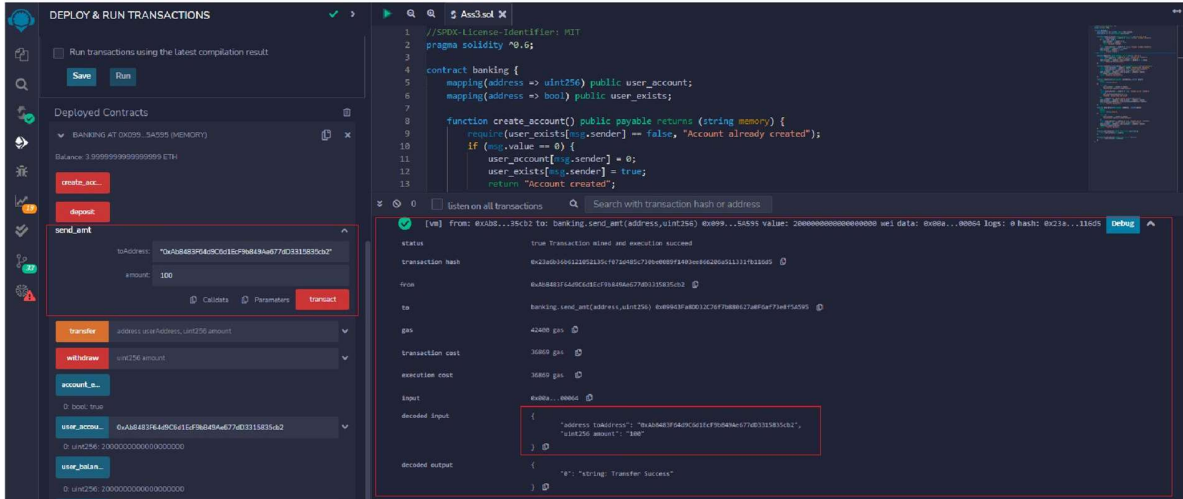 DEPLOY & RUN TRANSACTIONS
Run transactions using the latest compilation result
Save
Run
Deployed Contracts
BANKING AT 0X099...5A595 (MEMORY)
Balance: 3.9999999999999999 ETH
create_acc...
deposit
send_amt
toAddress:
"0xAb8483F64d9C6d1EcF9b849Ae677dD3315835cb2"
amount:
100
Calldata
Parameters
transact
transfer
address userAddress, uint256 amount
withdraw
uint256 amount
account_e...
0: bool: true
user_accou...
0xAb8483F64d9C6d1EcF9b849Ae677dD3315835cb2
0: uint256: 2000000000000000000
user_balan...
0: uint256: 2000000000000000000
Ass3.sol
1 //SPDX-License-Identifier: MIT
2 pragma solidity ^0.6;
3
4 contract banking {
5 mapping(address => uint256) public user_account;
6 mapping(address => bool) public user_exists;
7
8 function create_account() public payable returns (string memory) {
9 require(user_exists[msg.sender] == false, "Account already created");
10 if (msg.value == 0) {
11 user_account[msg.sender] = 0;
12 user_exists[msg.sender] = true;
13 return "Account created";
0
listen on all transactions
Search with transaction hash or address
[vm] from: 0xAb8...35cb2 to: banking.send_amt(address,uint256) 0x099...5A595 value: 2000000000000000000 wei data: 0x00a...00064 logs: 0 hash: 0x23a...116d5
Debug
status
true Transaction mined and execution succeed
transaction hash
from
0xAb8483F64d9C6d1EcF9b849Ae677dD3315835cb2
to
banking.send_amt(address,uint256)
gas
42400 gas
transaction cost
36869 gas
execution cost
36869 gas
input
0x00a...00064
decoded input
{
"address toAddress": "0xAb8483F64d9C6d1EcF9b849Ae677dD3315835cb2",
"uint256 amount": "100"
}
decoded output
{
"0": "string: Transfer Success"
}